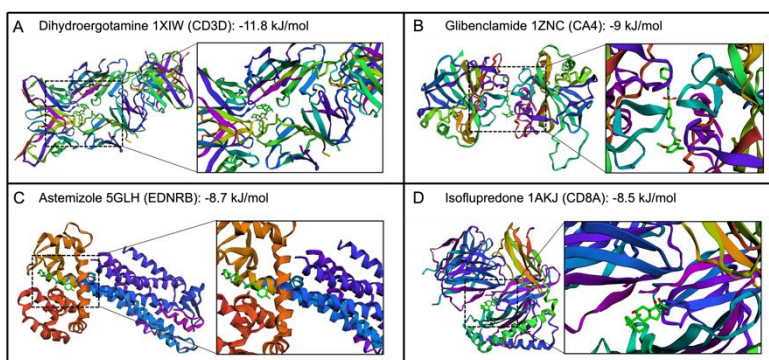 A Dihydroergotamine 1XIW (CD3D): -11.8 kJ/mol
B Glibenclamide 1ZNC (CA4): -9 kJ/mol
C Astemizole 5GLH (EDNRB): -8.7 kJ/mol
D Isoflupredone 1AKJ (CD8A): -8.5 kJ/mol